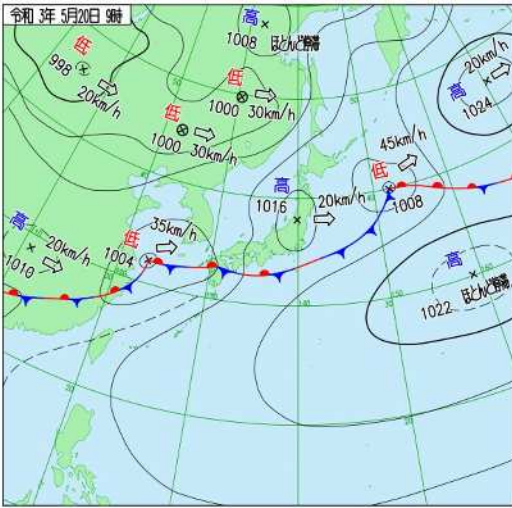 令和 3年 5月20日 9時
高
1008 ほとんど停滞
低
998
20km/h
低
1000 30km/h
低
1000 30km/h
20km/h
高
1024
45km/h
低
1008
高
1016
20km/h
35km/h
低
1004
高
20km/h
1010
高
1022 ほとんど停滞